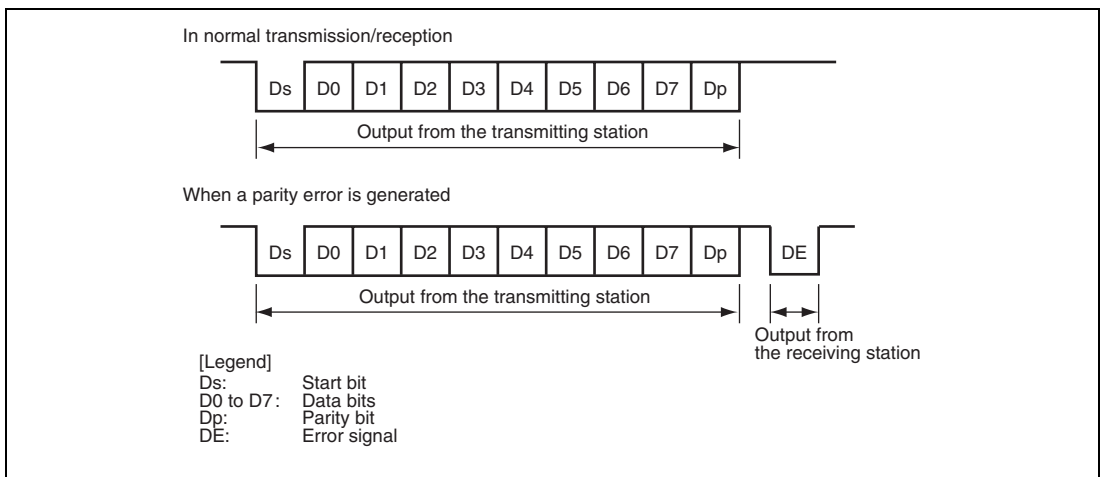 In normal transmission/reception
Ds D0 D1 D2 D3 D4 D5 D6 D7 Dp
Output from the transmitting station
When a parity error is generated
Ds D0 D1 D2 D3 D4 D5 D6 D7 Dp DE
Output from the transmitting station
Output from
the receiving station
[Legend]
Ds: Start bit
D0 to D7: Data bits
Dp: Parity bit
DE: Error signal